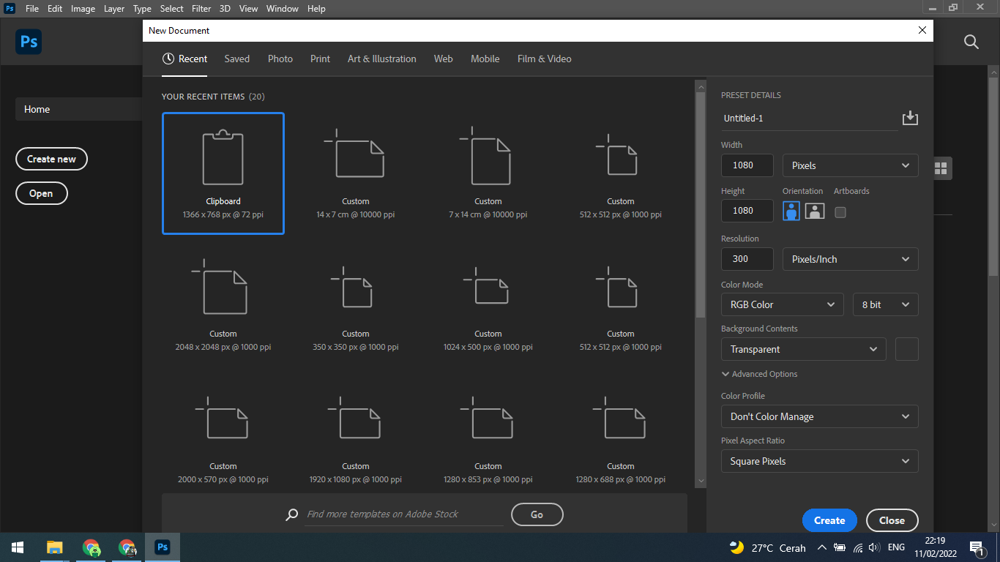 Ps File Edit Image Layer Type Select Filter 3D View Window Help
Ps
Home
Create new
Open
New Document
Recent Saved Photo Print Art & Illustration Web Mobile Film & Video
YOUR RECENT ITEMS (20)
Clipboard
1366 x 768 px @ 72 ppi
Custom
14 x 7 cm @ 10000 ppi
Custom
7 x 14 cm @ 10000 ppi
Custom
512 x 512 px @ 1000 ppi
Custom
2048 x 2048 px @ 1000 ppi
Custom
350 x 350 px @ 1000 ppi
Custom
1024 x 500 px @ 1000 ppi
Custom
512 x 512 px @ 1000 ppi
Custom
2000 x 570 px @ 1000 ppi
Custom
1920 x 1080 px @ 1000 ppi
Custom
1280 x 853 px @ 1000 ppi
Custom
1280 x 688 px @ 1000 ppi
Find more templates on Adobe Stock
Go
PRESET DETAILS
Untitled-1
Width
1080 Pixels
Height Orientation Artboards
1080
Resolution
300 Pixels/Inch
Color Mode
RGB Color 8 bit
Background Contents
Transparent
Advanced Options
Color Profile
Don't Color Manage
Pixel Aspect Ratio
Square Pixels
Create Close
Ps
27°C Cerah
ENG
22:19
11/02/2022
1